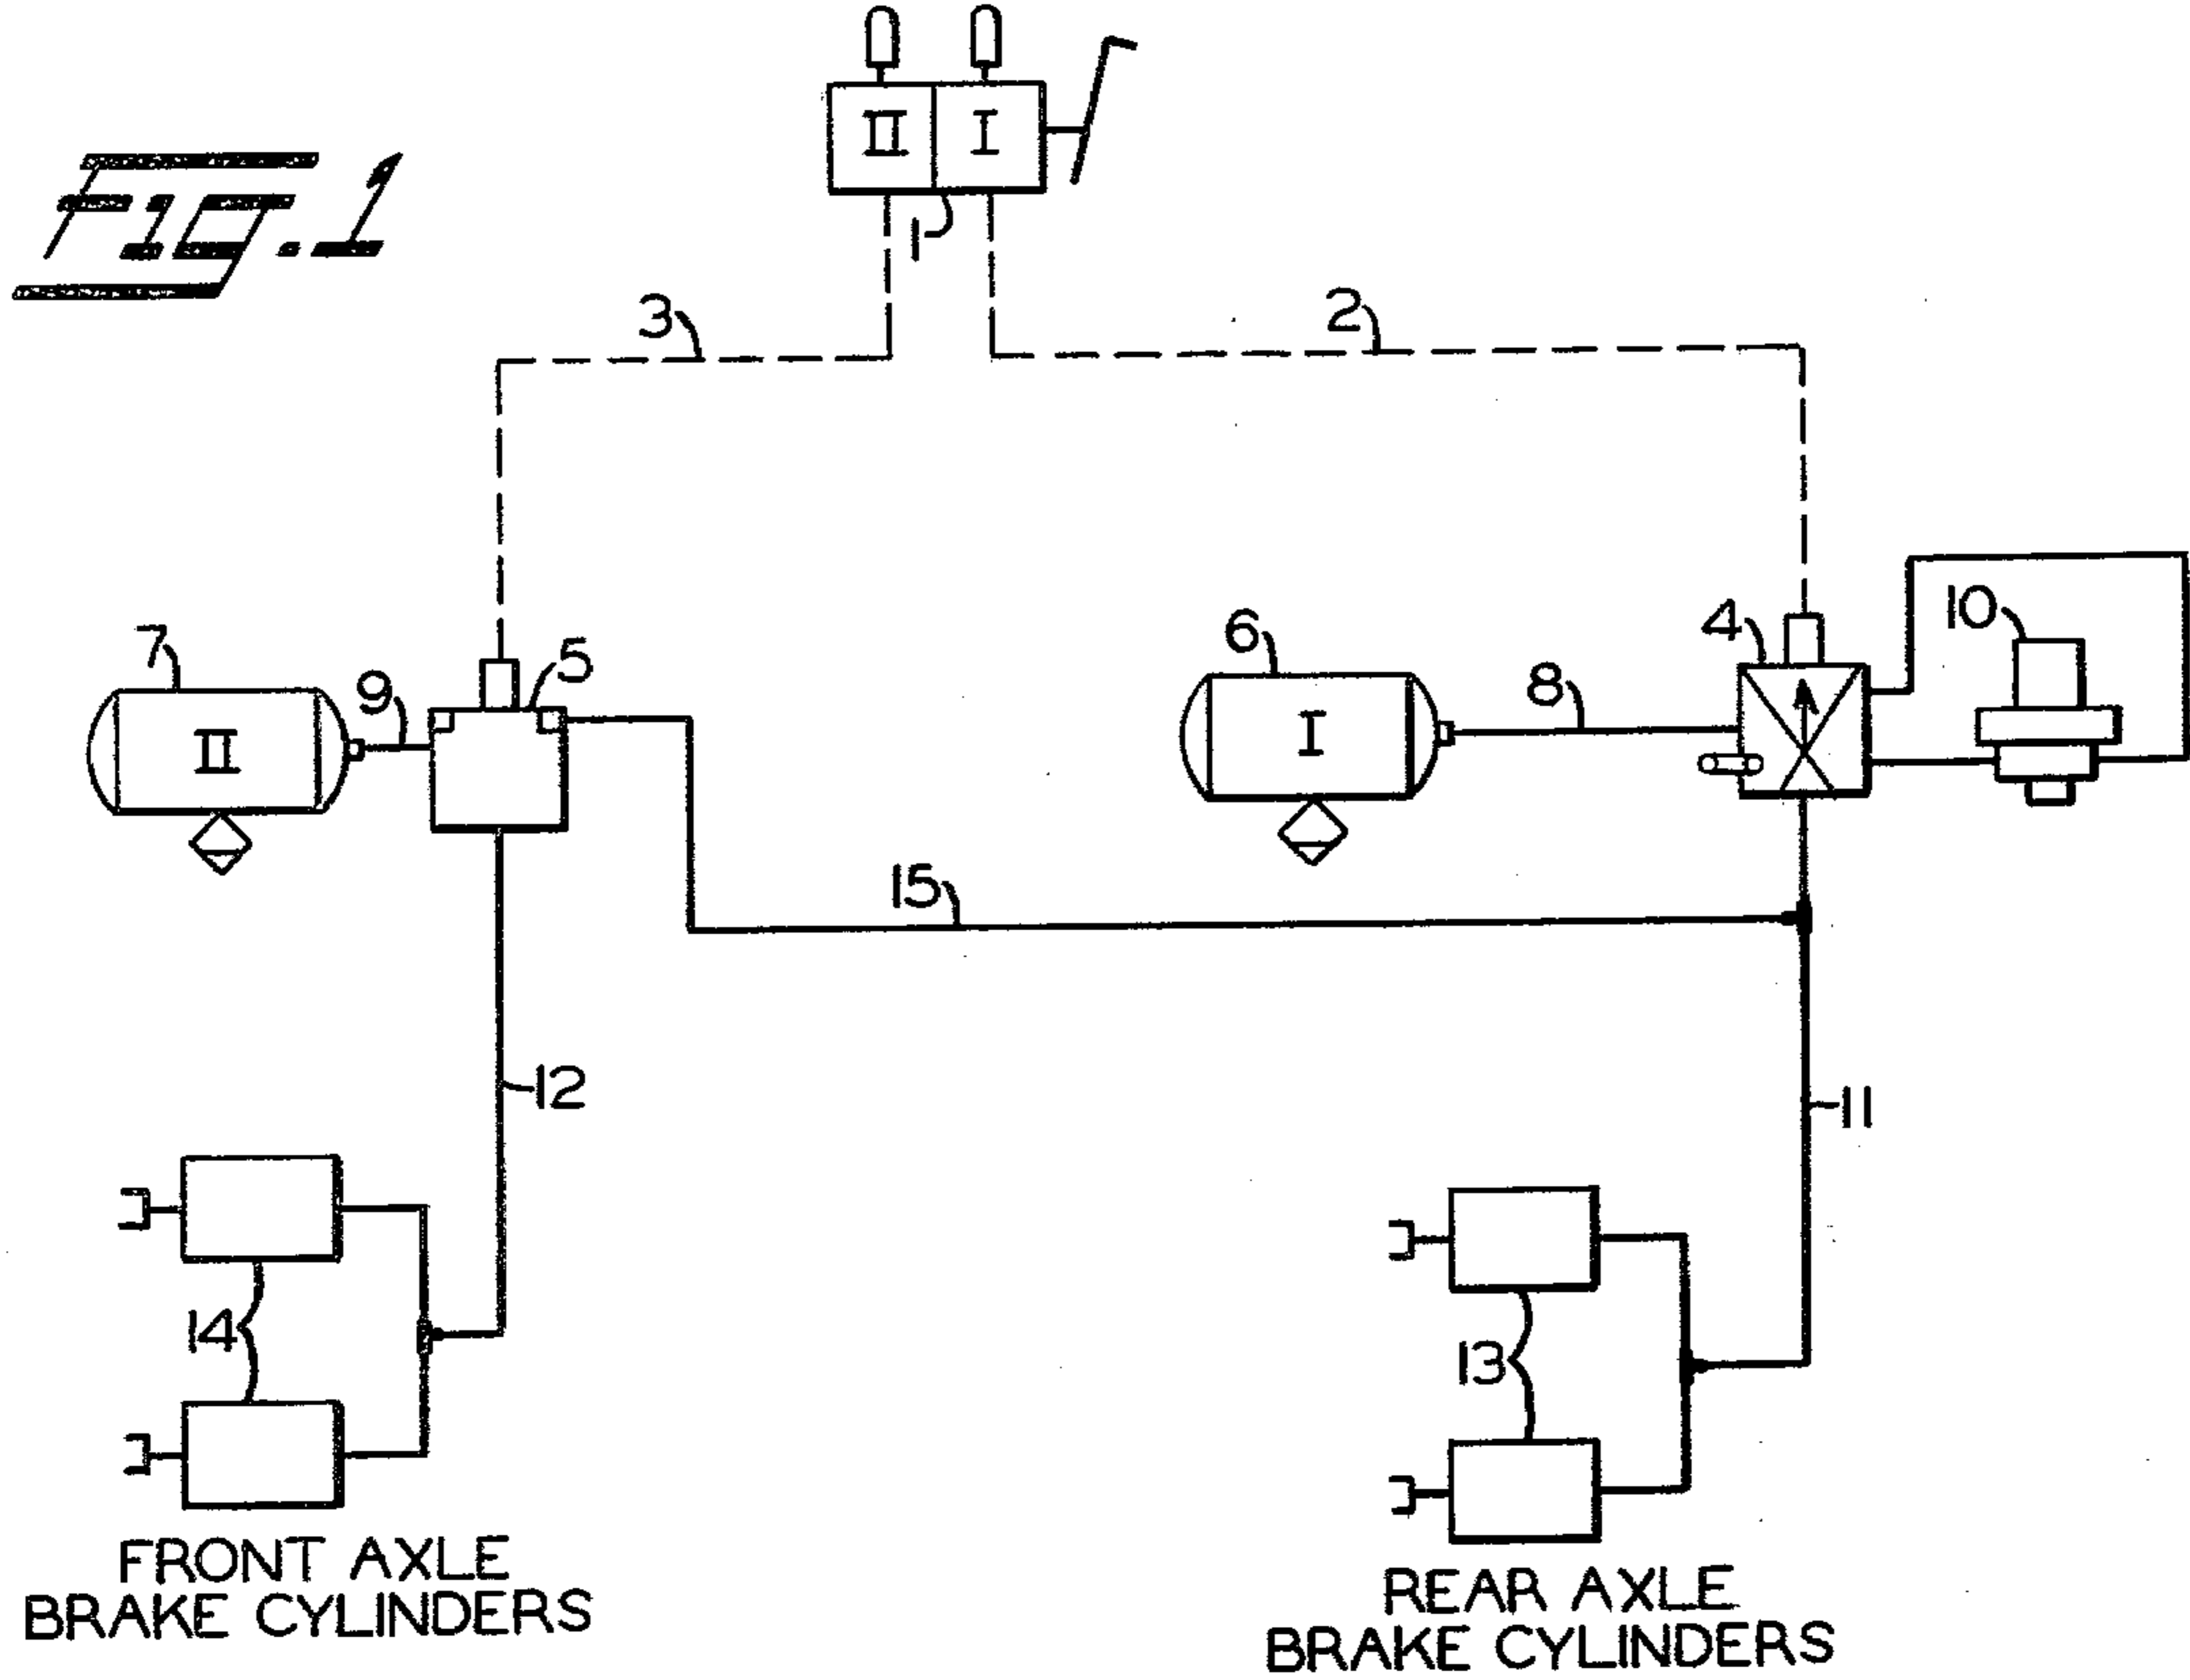 Fig. 1
II I
1
3
2
7
9
5
6
8
4
10
II
I
15
12
11
14
13
FRONT AXLE
BRAKE CYLINDERS
REAR AXLE
BRAKE CYLINDERS